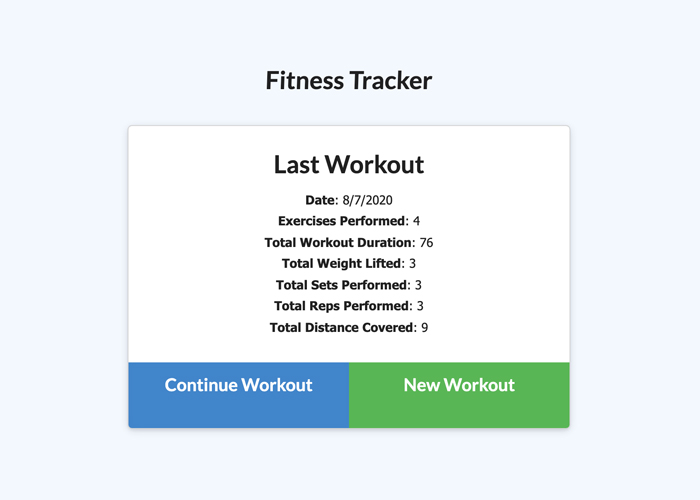 Fitness Tracker
Last Workout
Date: 8/7/2020
Exercises Performed: 4
Total Workout Duration: 76
Total Weight Lifted: 3
Total Sets Performed: 3
Total Reps Performed: 3
Total Distance Covered: 9
Continue Workout
New Workout